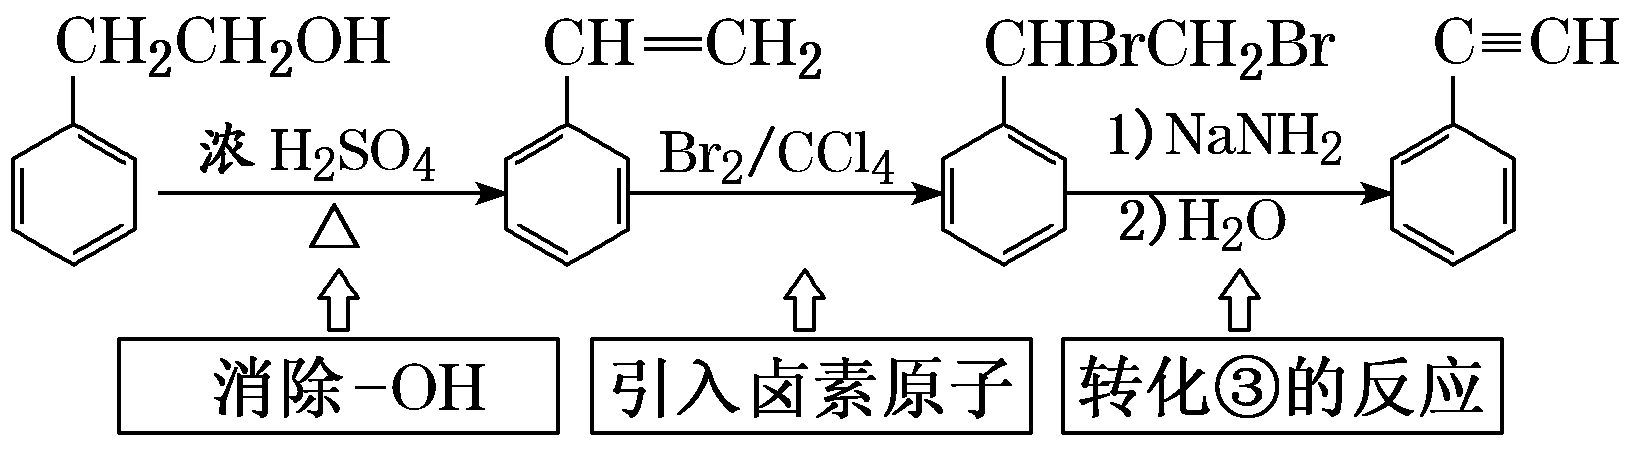 CH₂CH₂OH CH=CH₂ CHBrCH₂Br C≡CH
浓 H₂SO₄ Br₂/CCl₄ 1)NaNH₂
△ 2)H₂O
消除-OH 引入卤素原子 转化③的反应